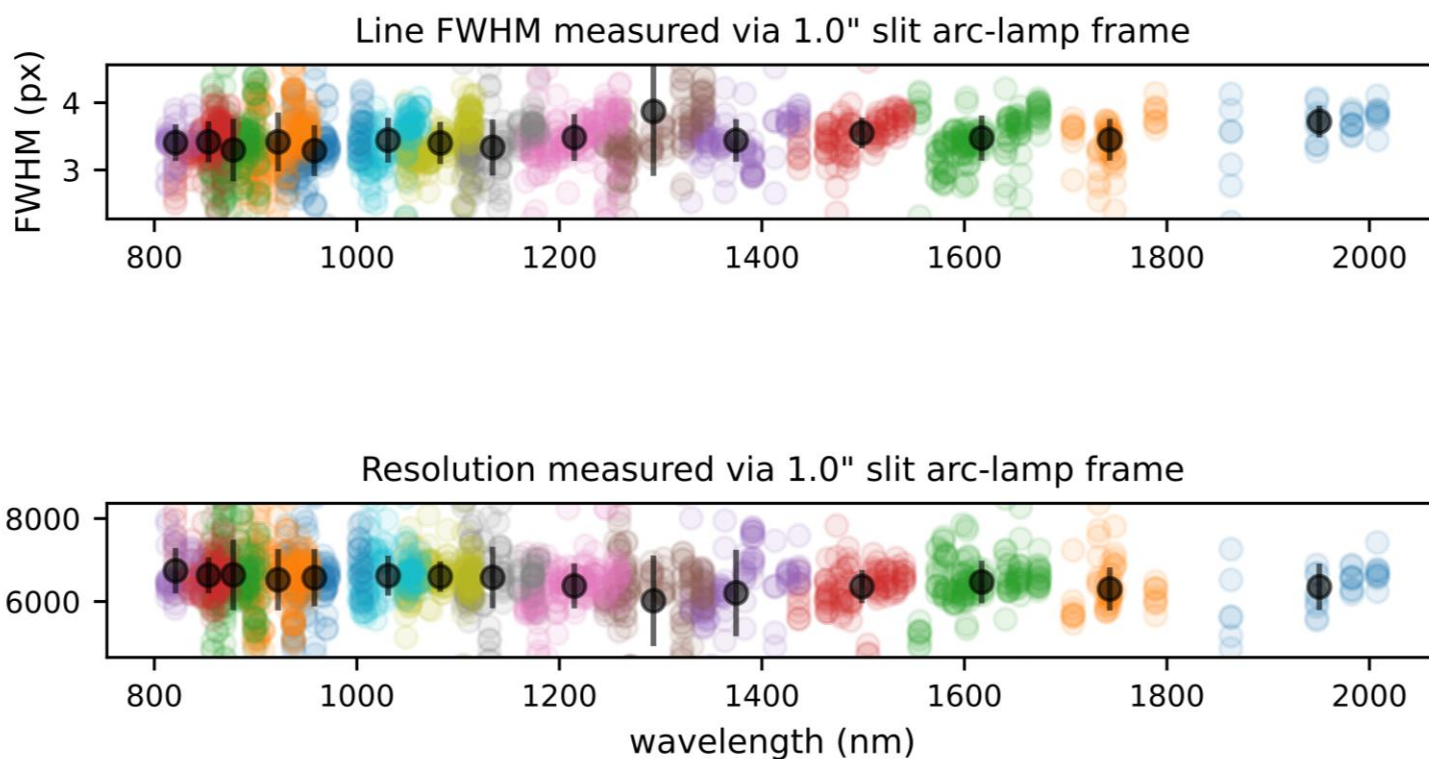 Line FWHM measured via 1.0" slit arc-lamp frame
FWHM (px)
4
3
800 1000 1200 1400 1600 1800 2000
Resolution measured via 1.0" slit arc-lamp frame
8000
6000
800 1000 1200 1400 1600 1800 2000
wavelength (nm)